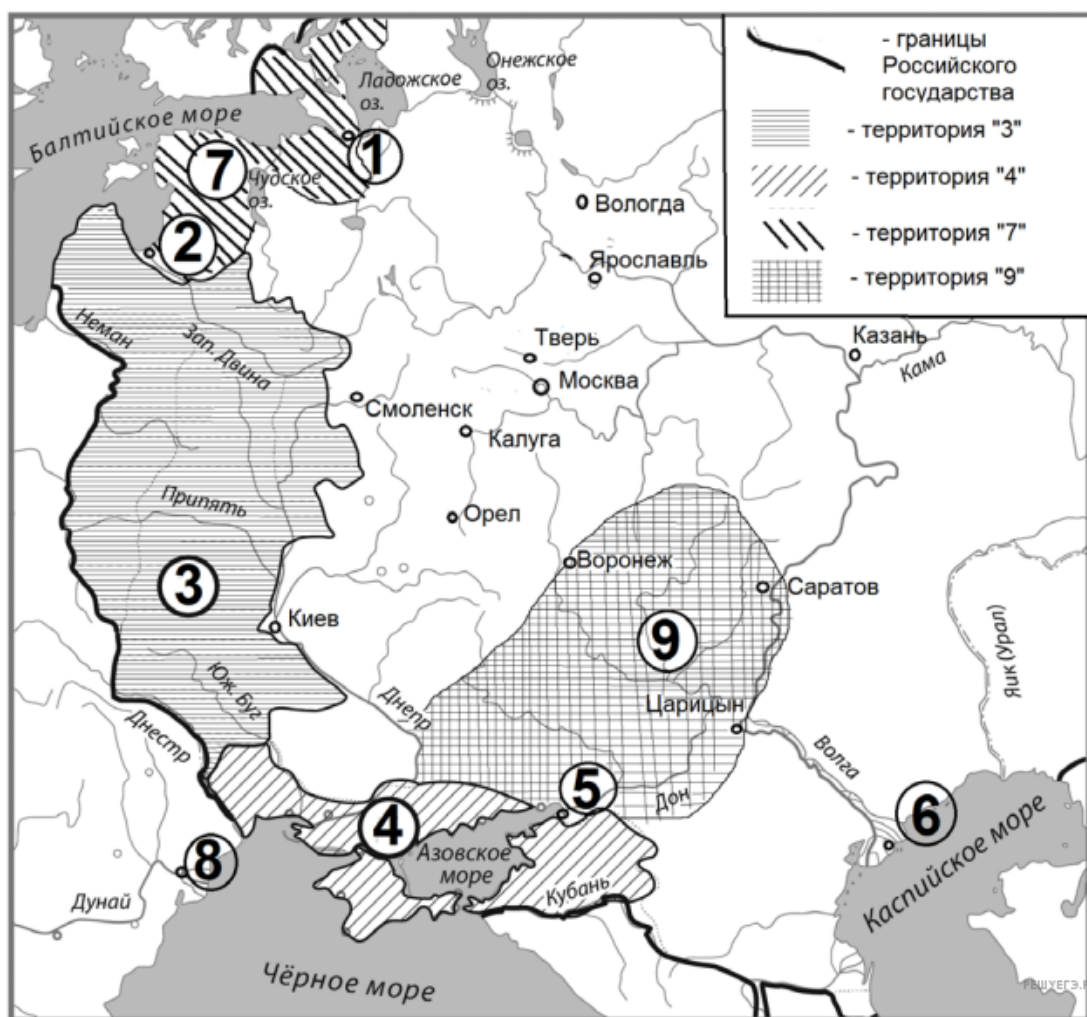 - границы
Российского
государства
- территория "3"
- территория "4"
- территория "7"
- территория "9"
Онежское
оз.
Ладожское
оз.
Балтийское море
1
7
Чудское
оз.
2
Вологда
Ярославль
Неман
Зап. Двина
Тверь
Москва
Казань
Кама
Смоленск
Калуга
Припять
Орел
Воронеж
Саратов
3
Киев
9
Яик (Урал)
Юж. Буг
Днепр
Царицын
Днестр
Волга
5
Дон
4
6
Азовское
море
8
Кубань
Каспийское море
Дунай
Чёрное море